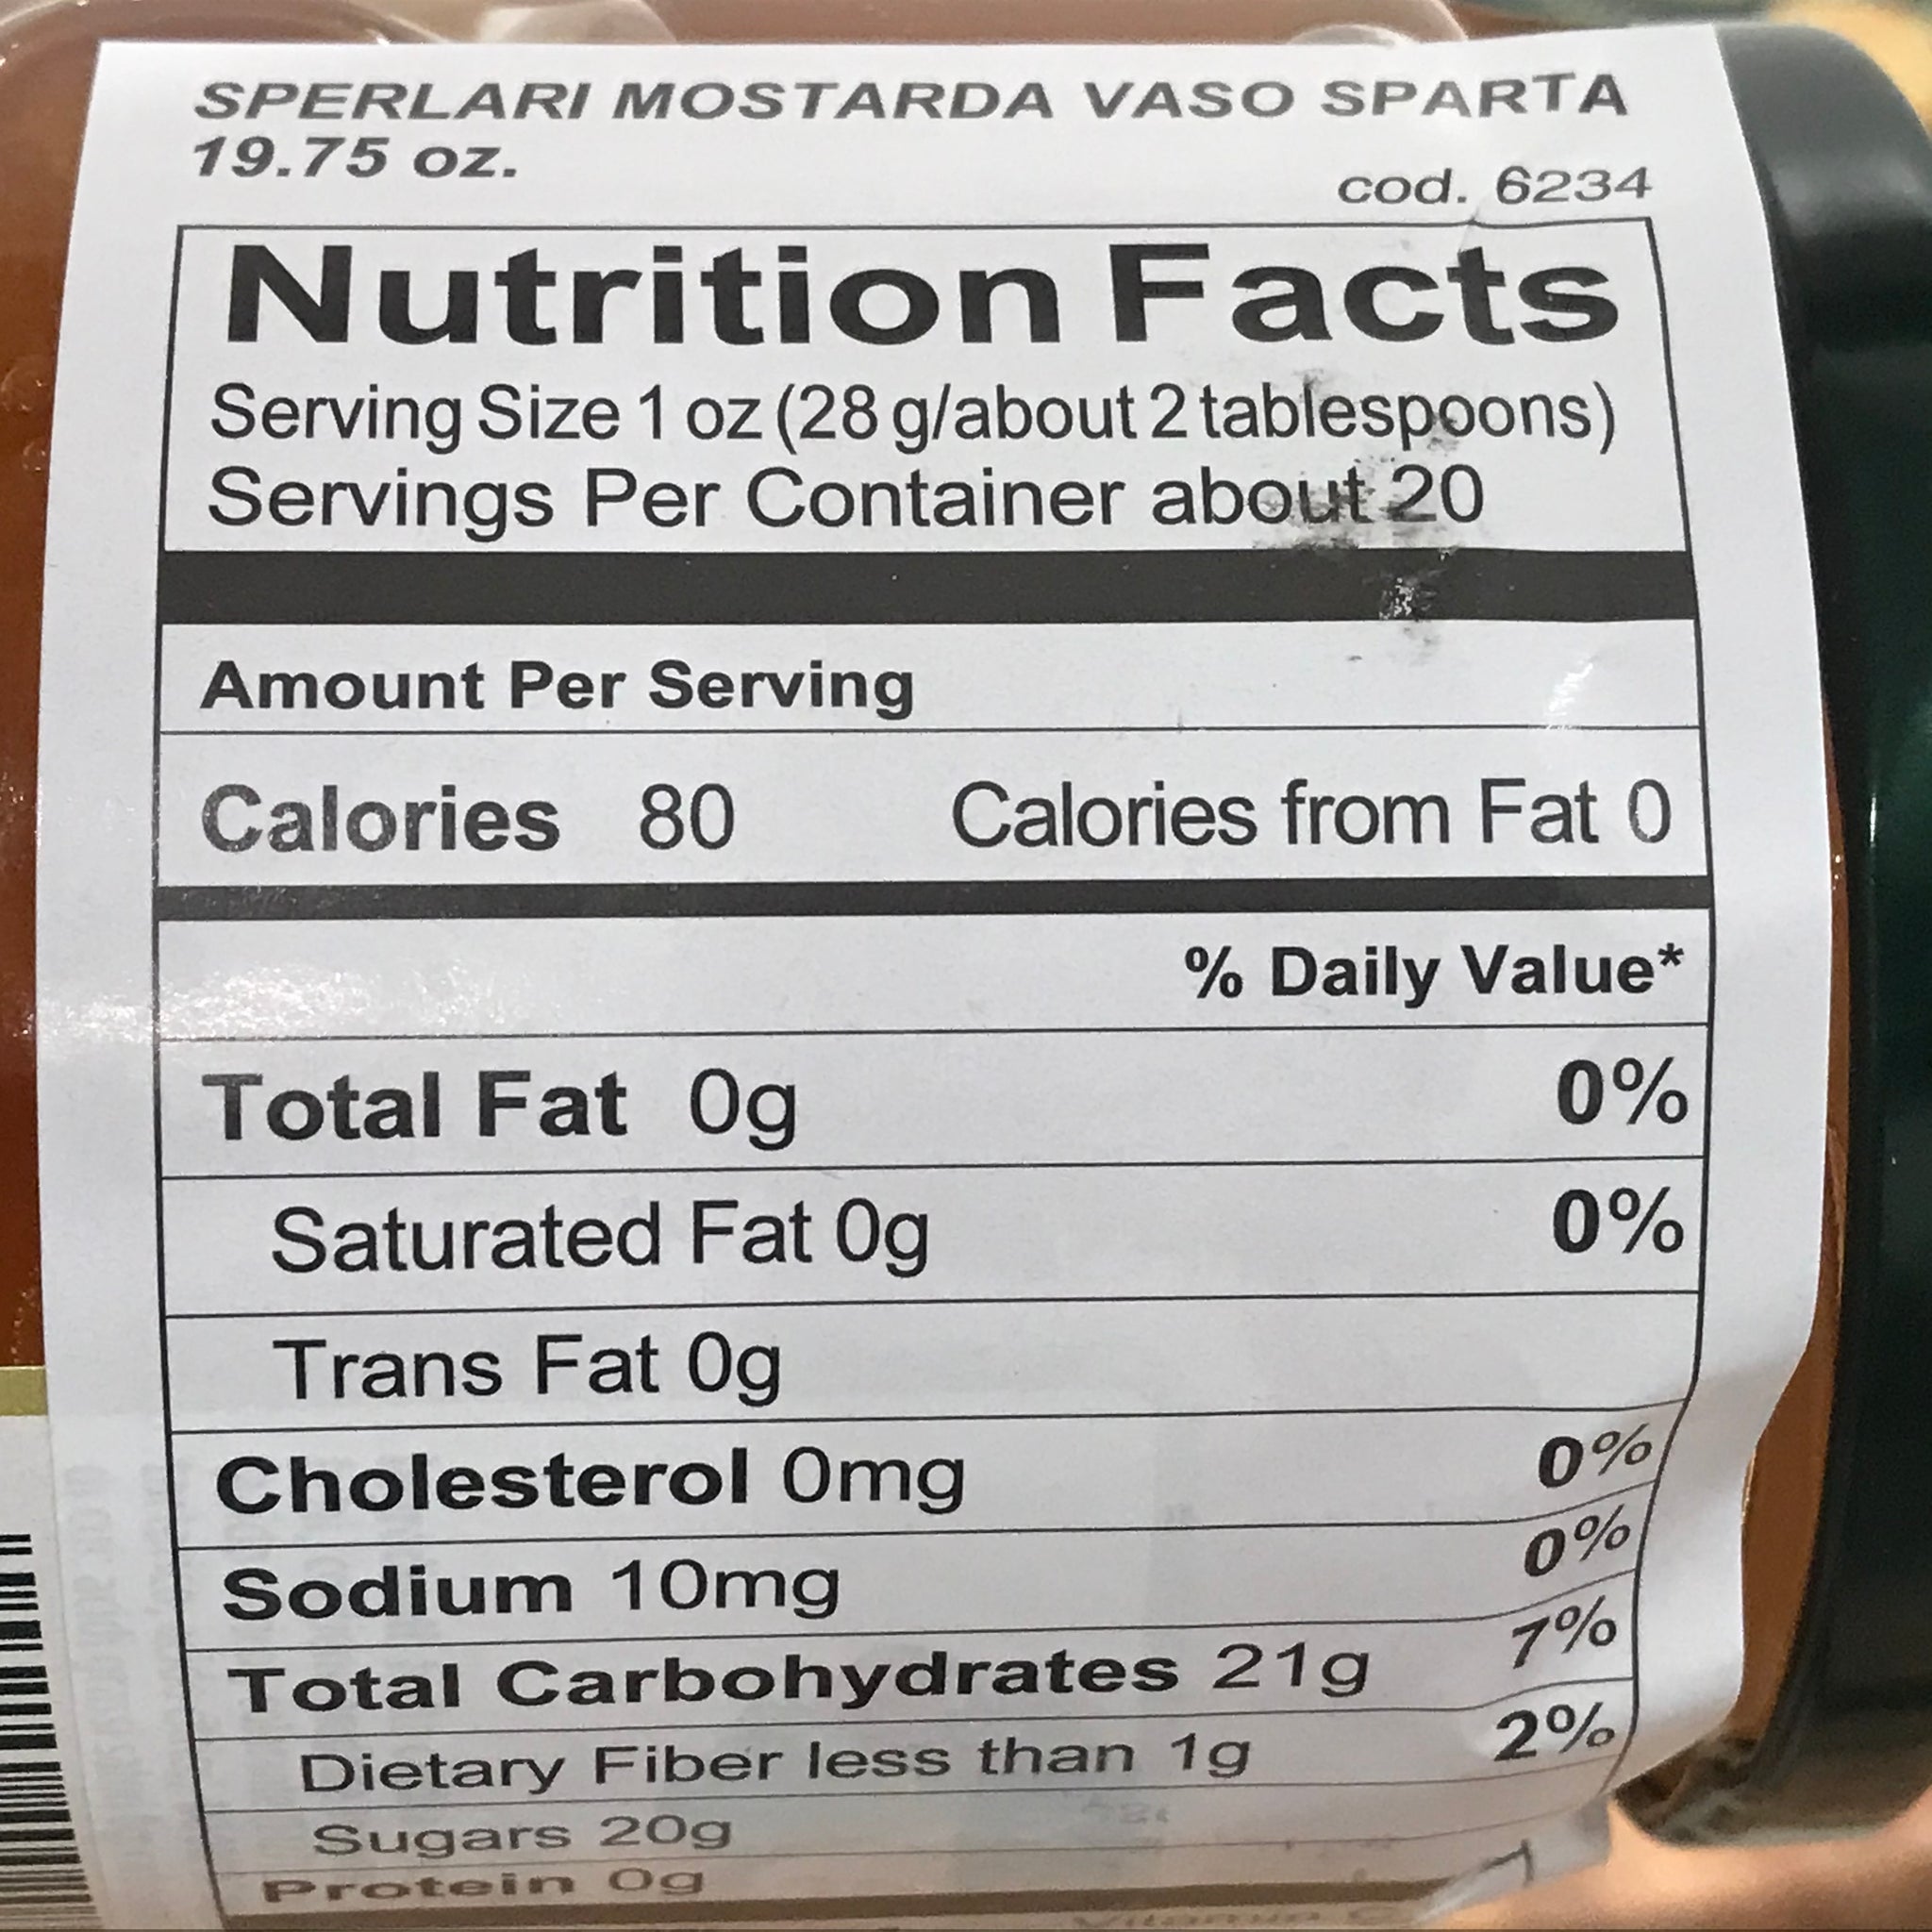 SPERLARI MOSTARDA VASO SPARTA
19.75 oz.
cod. 6234
Nutrition Facts
Serving Size 1 oz (28 g/about 2 tablespoons)
Servings Per Container about 20
Amount Per Serving
Calories 80 Calories from Fat 0
% Daily Value*
Total Fat 0g 0%
Saturated Fat 0g 0%
Trans Fat 0g
Cholesterol 0mg 0%
Sodium 10mg 0%
Total Carbohydrates 21g 7%
Dietary Fiber less than 1g 2%
Sugars 20g
Protein 0g